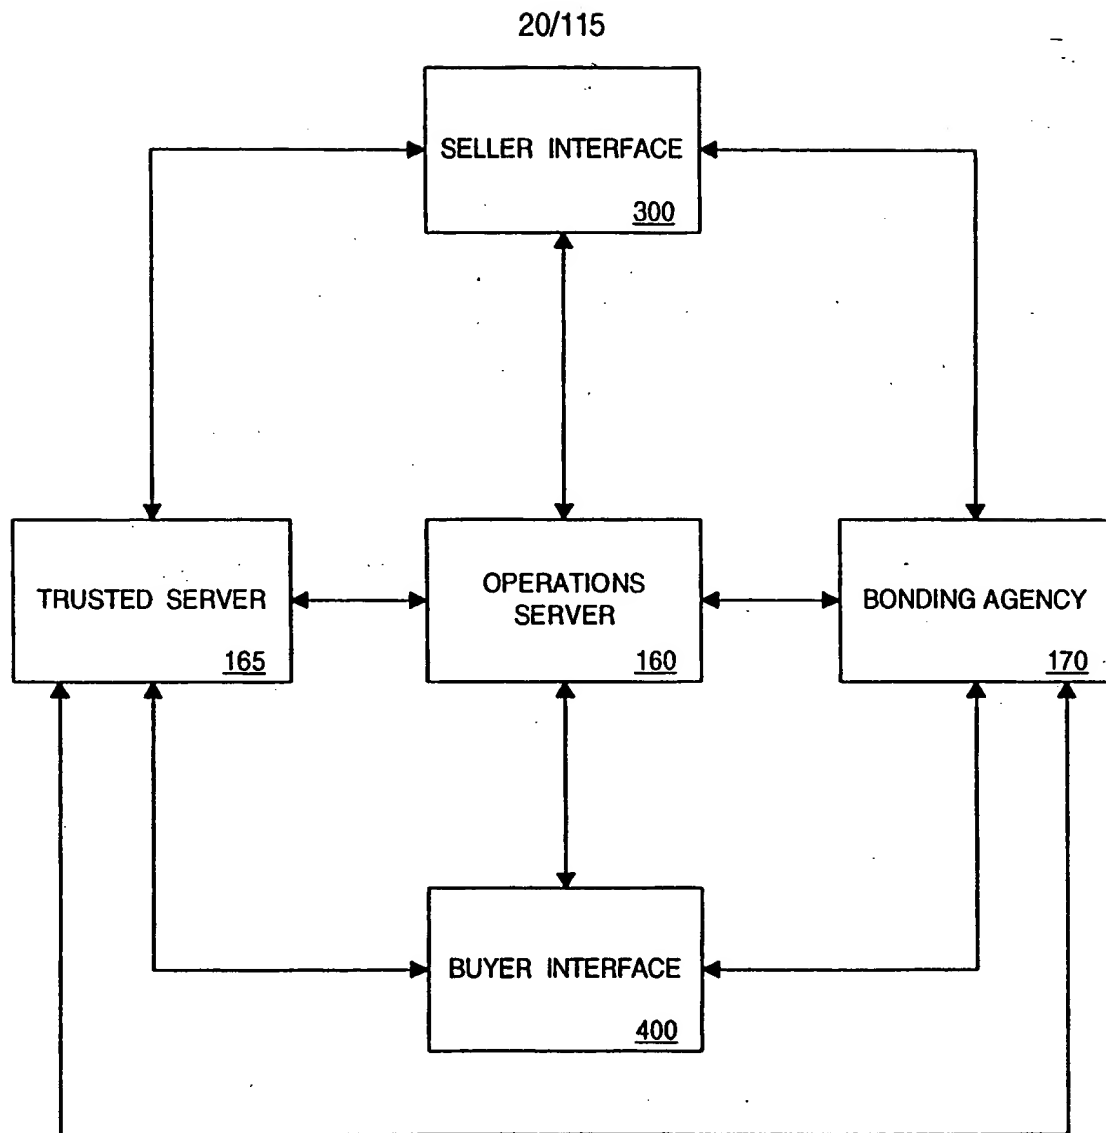 20/115
SELLER INTERFACE
300
TRUSTED SERVER
165
OPERATIONS
SERVER
160
BONDING AGENCY
170
BUYER INTERFACE
400